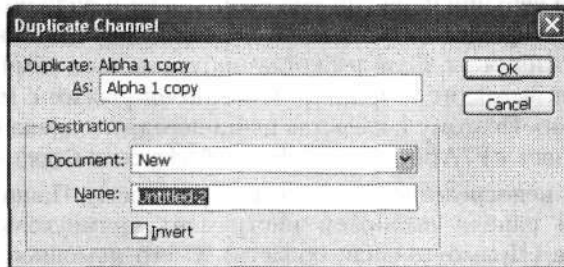 Duplicate Channel
Duplicate: Alpha 1 copy
As: Alpha 1 copy
OK
Cancel
Destination
Document: New
Name: Untitled-2
Invert